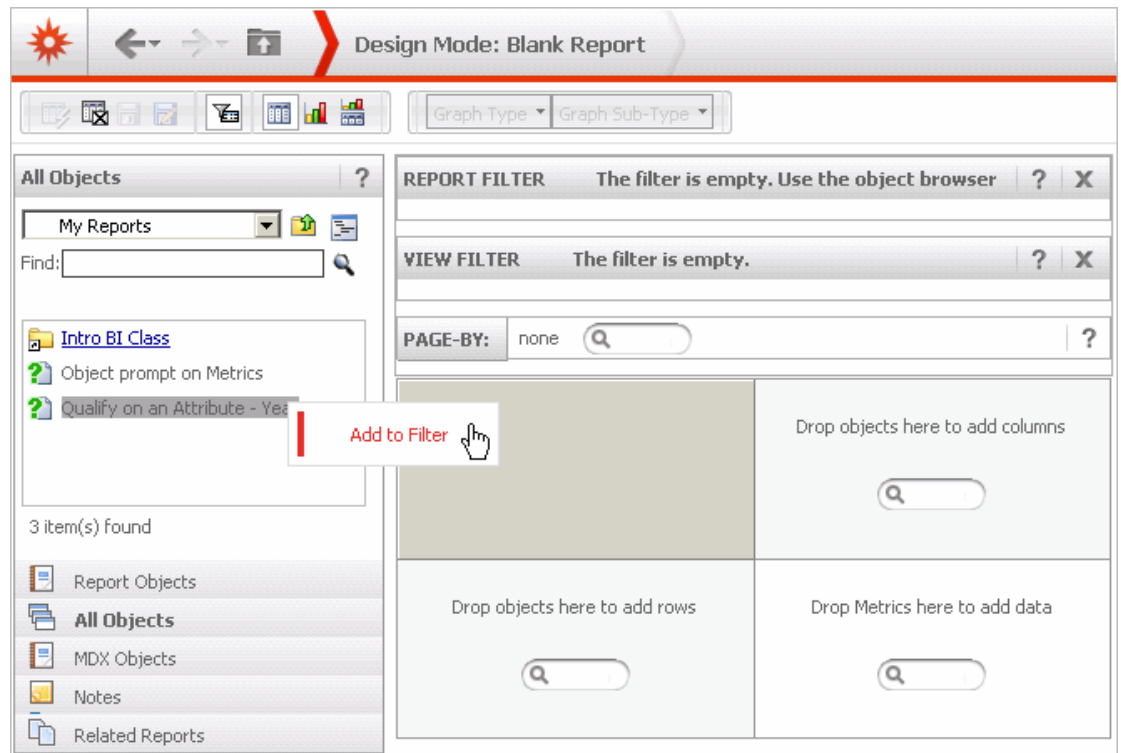 Design Mode: Blank Report
Graph Type
Graph Sub-Type
All Objects
?
My Reports
Find:
Intro BI Class
Object prompt on Metrics
Qualify on an Attribute - Yea
Add to Filter
3 item(s) found
Report Objects
All Objects
MDX Objects
Notes
Related Reports
REPORT FILTER The filter is empty. Use the object browser ? X
VIEW FILTER The filter is empty. ? X
PAGE-BY: none ?
Drop objects here to add columns
Drop objects here to add rows
Drop Metrics here to add data